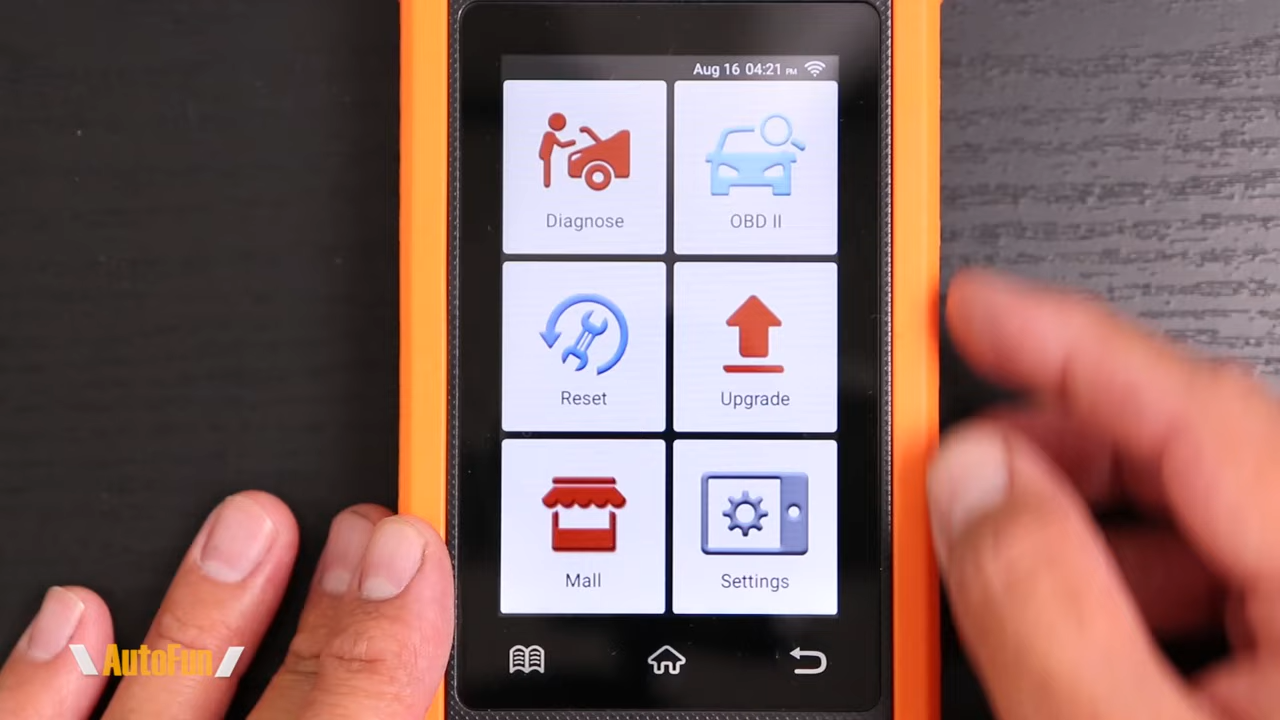 Aug 16 04:21 PM
Diagnose
OBD II
Reset
Upgrade
Mall
Settings
AutoFun